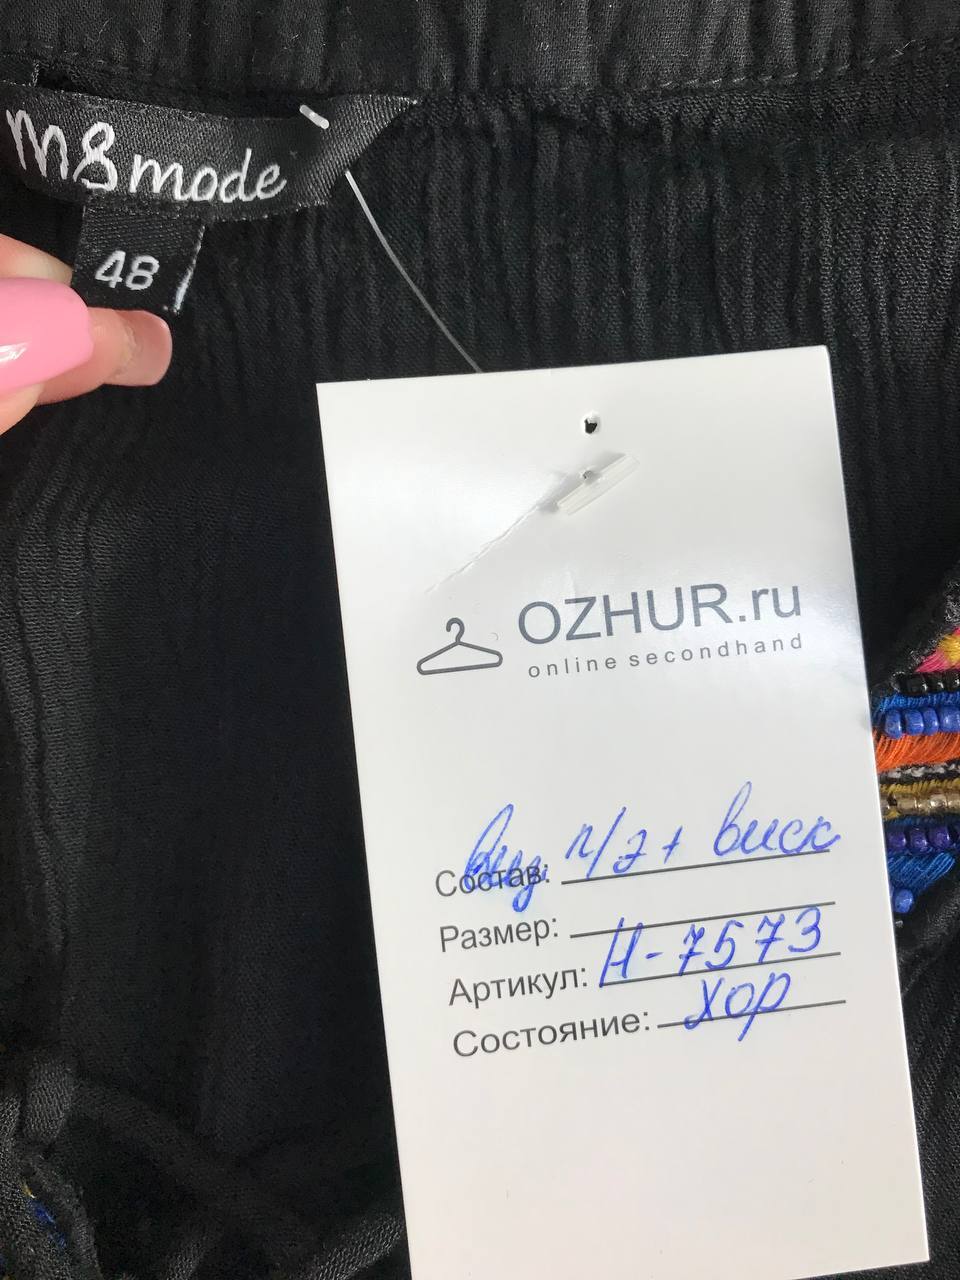 m&mode
48
OZHUR.ru
online secondhand
Состав: п/э + виск
Размер:
Артикул: Н-7573
Состояние: хор